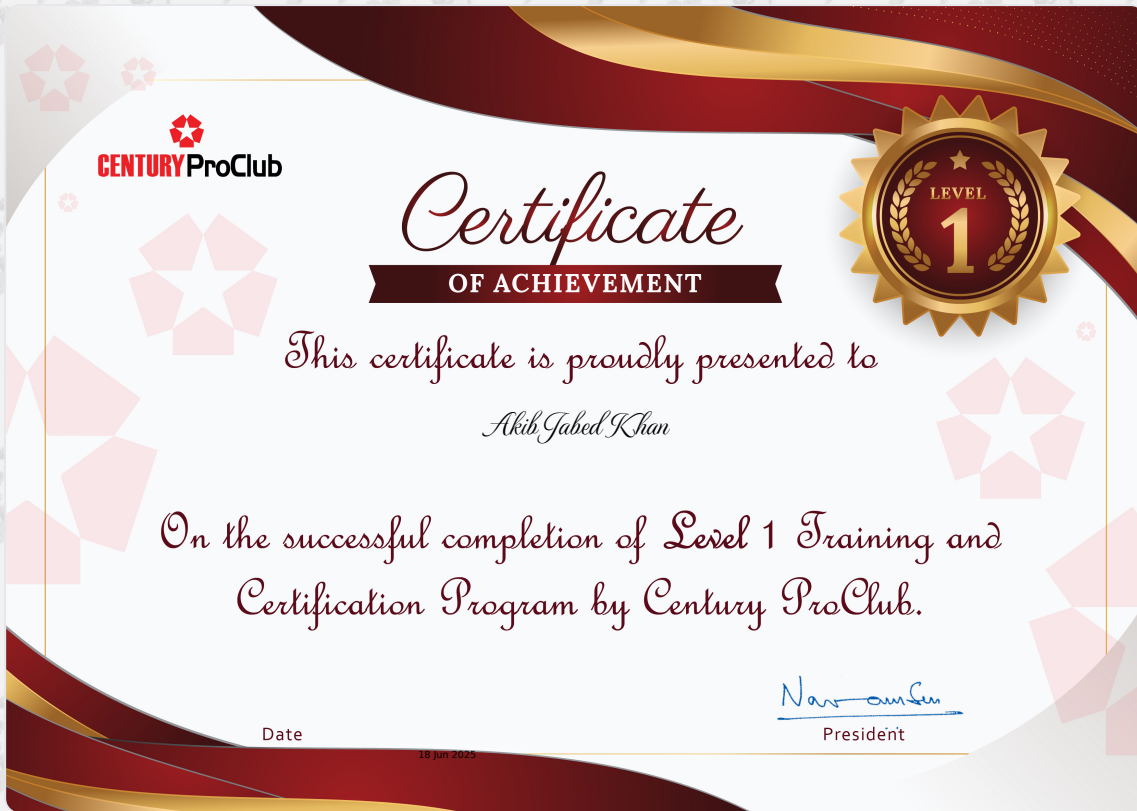 CENTURY ProClub
LEVEL
1
Certificate
OF ACHIEVEMENT
This certificate is proudly presented to
Akib Jabed Khan
On the successful completion of Level 1 Training and
Certification Program by Century ProClub.
Date
President
18 Jun 2025